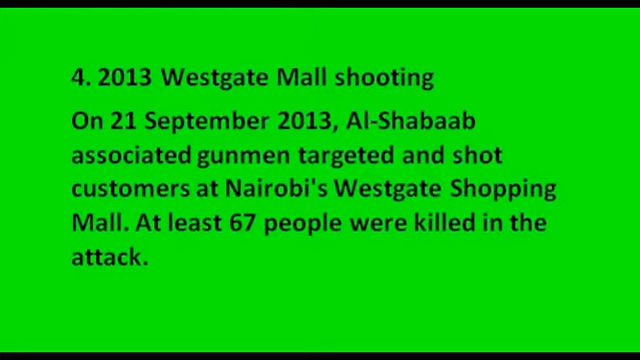 4. 2013 Westgate Mall shooting
On 21 September 2013, Al-Shabaab
associated gunmen targeted and shot
customers at Nairobi's Westgate Shopping
Mall. At least 67 people were killed in the
attack.